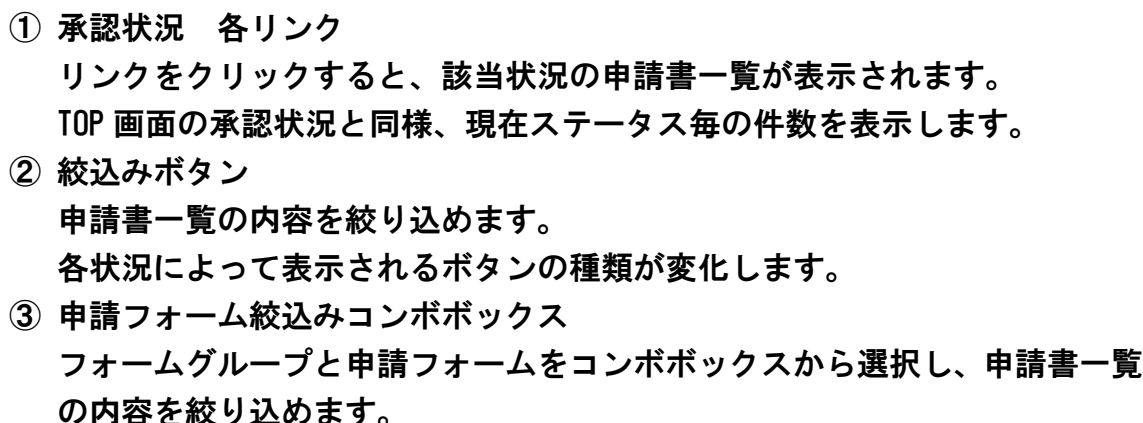 ① 承認状況　各リンク
リンクをクリックすると、該当状況の申請書一覧が表示されます。
TOP 画面の承認状況と同様、現在ステータス毎の件数を表示します。
② 絞込みボタン
申請書一覧の内容を絞り込めます。
各状況によって表示されるボタンの種類が変化します。
③ 申請フォーム絞込みコンボボックス
フォームグループと申請フォームをコンボボックスから選択し、申請書一覧
の内容を絞り込めます。